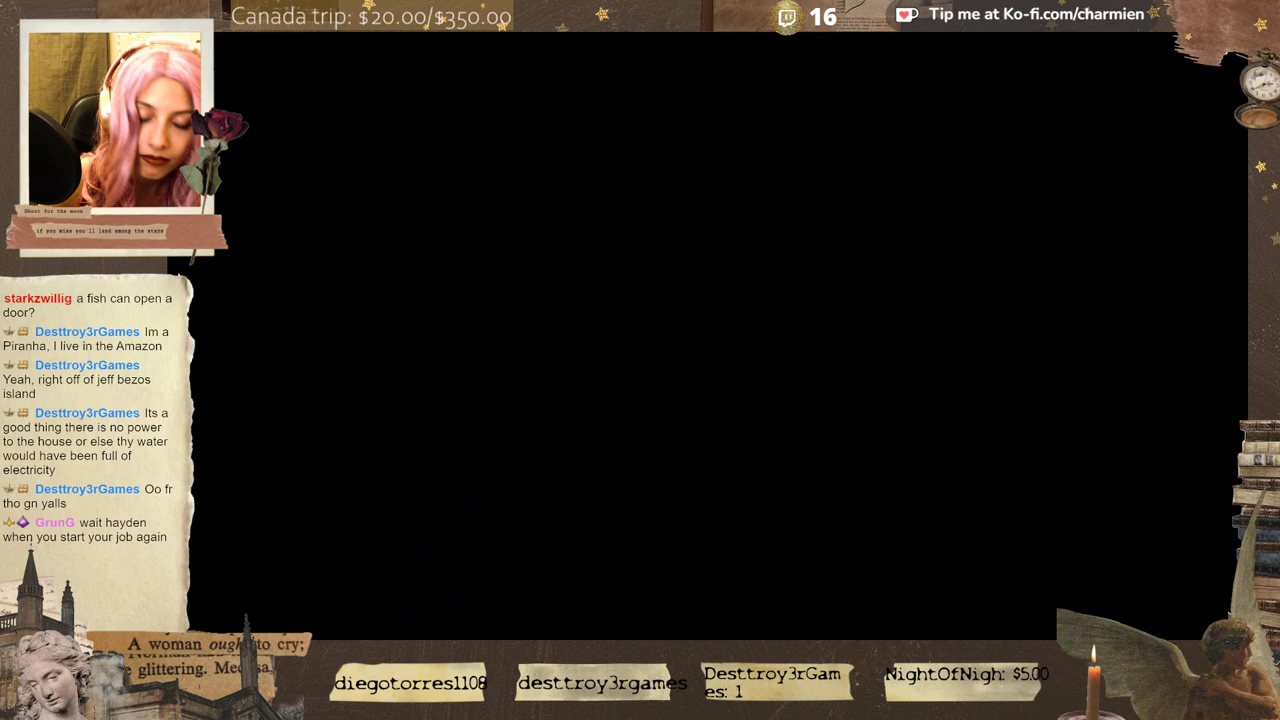 Canada trip: $20.00/$350.00
16
Tip me at Ko-fi.com/charmien
Shoot for the moon
if you miss you'll land among the stars
starkzwillig a fish can open a
door?
Desttroy3rGames Im a
Piranha, I live in the Amazon
Desttroy3rGames
Yeah, right off of jeff bezos
island
Desttroy3rGames Its a
good thing there is no power
to the house or else thy water
would have been full of
electricity
Desttroy3rGames Oo fr
tho gn yalls
GrunG wait hayden
when you start your job again
A woman ought to cry;
glittering. Medusa,
diegotorres1108
desttroy3rgames
Desttroy3rGam
es: 1
NightOfNigh: $5.00